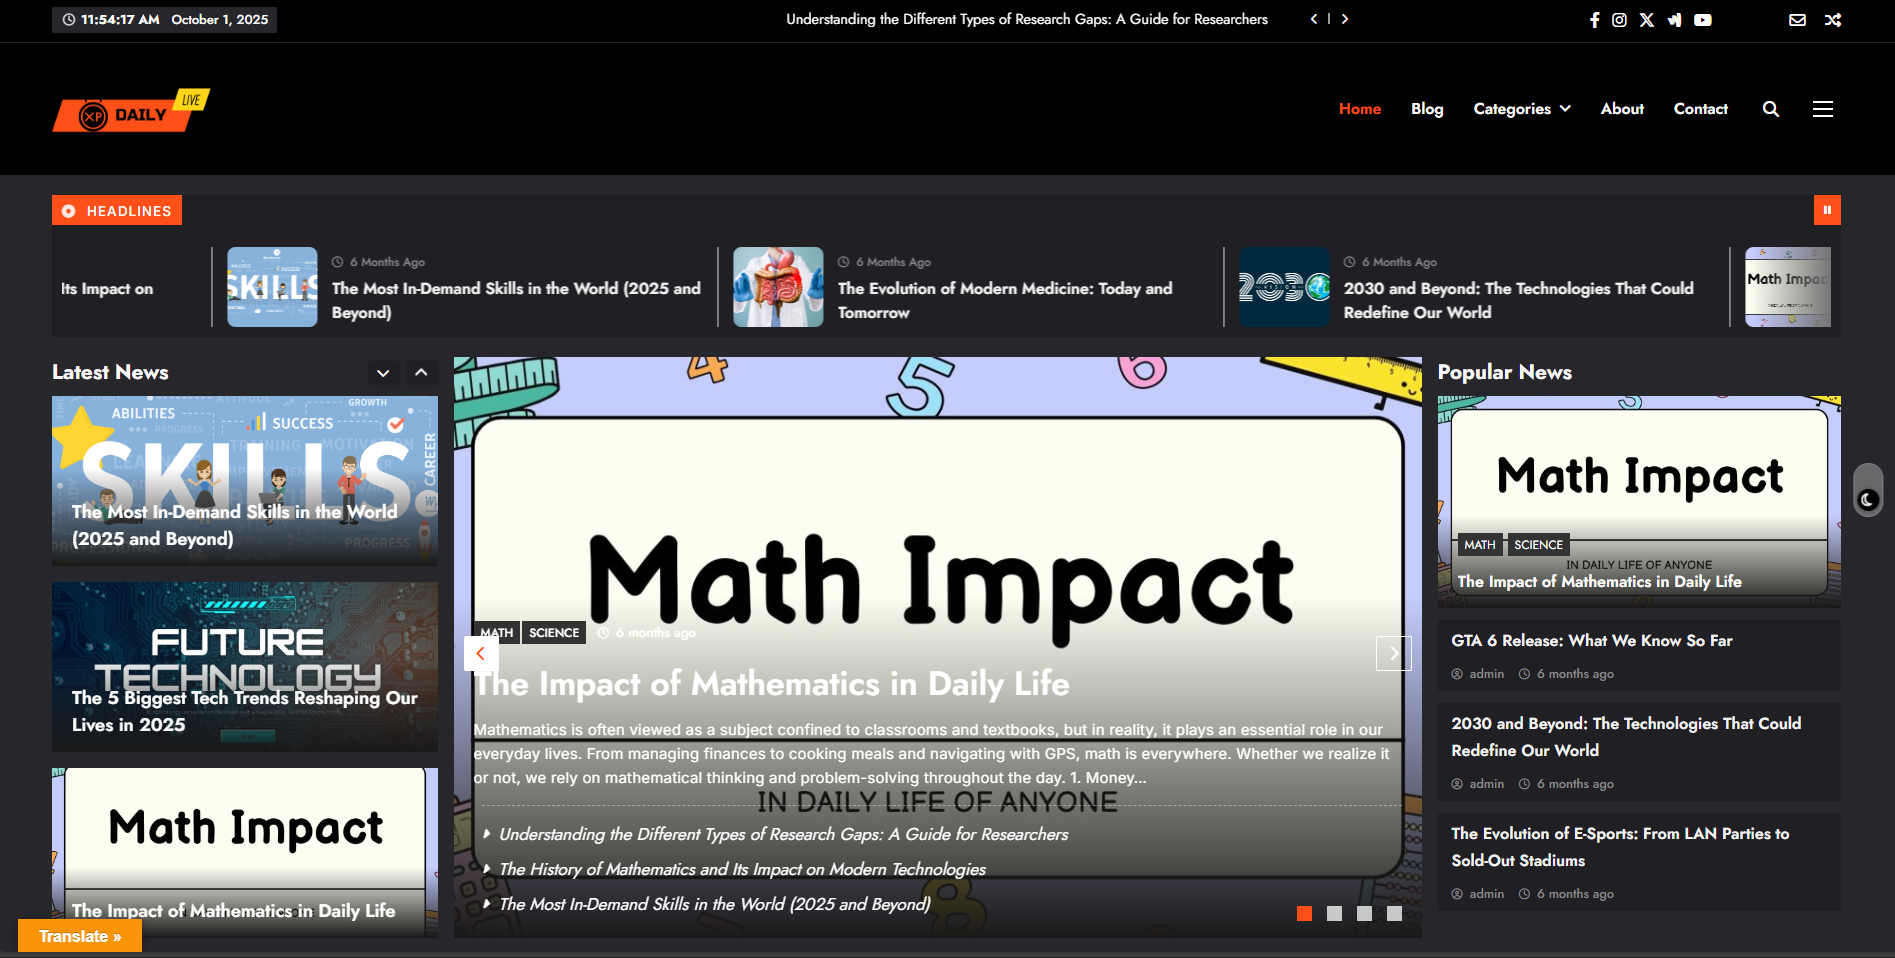 11:54:17 AM October 1, 2025
Understanding the Different Types of Research Gaps: A Guide for Researchers
XP DAILY LIVE
Home Blog Categories About Contact
HEADLINES
Its Impact on
SKILLS
6 Months Ago
The Most In-Demand Skills in the World (2025 and
Beyond)
6 Months Ago
The Evolution of Modern Medicine: Today and
Tomorrow
2030
VISION
6 Months Ago
2030 and Beyond: The Technologies That Could
Redefine Our World
Math Impac
Latest News
ABILITIES
GROWTH
SUCCESS
CAREER
SKILLS
PROGRESS
MOTIVATION
TRAINING
The Most In-Demand Skills in the World
(2025 and Beyond)
PROFESSIONAL
PROGRESS
FUTURE
TECHNOLOGY
The 5 Biggest Tech Trends Reshaping Our
Lives in 2025
Start
Math Impact
The Impact of Mathematics in Daily Life
Translate »
4 5 6
Math Impact
MATH SCIENCE 6 months ago
The Impact of Mathematics in Daily Life
Mathematics is often viewed as a subject confined to classrooms and textbooks, but in reality, it plays an essential role in our
everyday lives. From managing finances to cooking meals and navigating with GPS, math is everywhere. Whether we realize it
or not, we rely on mathematical thinking and problem-solving throughout the day. 1. Money...
IN DAILY LIFE OF ANYONE
Understanding the Different Types of Research Gaps: A Guide for Researchers
The History of Mathematics and Its Impact on Modern Technologies
The Most In-Demand Skills in the World (2025 and Beyond)
8
Popular News
Math Impact
MATH SCIENCE
IN DAILY LIFE OF ANYONE
The Impact of Mathematics in Daily Life
GTA 6 Release: What We Know So Far
admin 6 months ago
2030 and Beyond: The Technologies That Could
Redefine Our World
admin 6 months ago
The Evolution of E-Sports: From LAN Parties to
Sold-Out Stadiums
admin 6 months ago